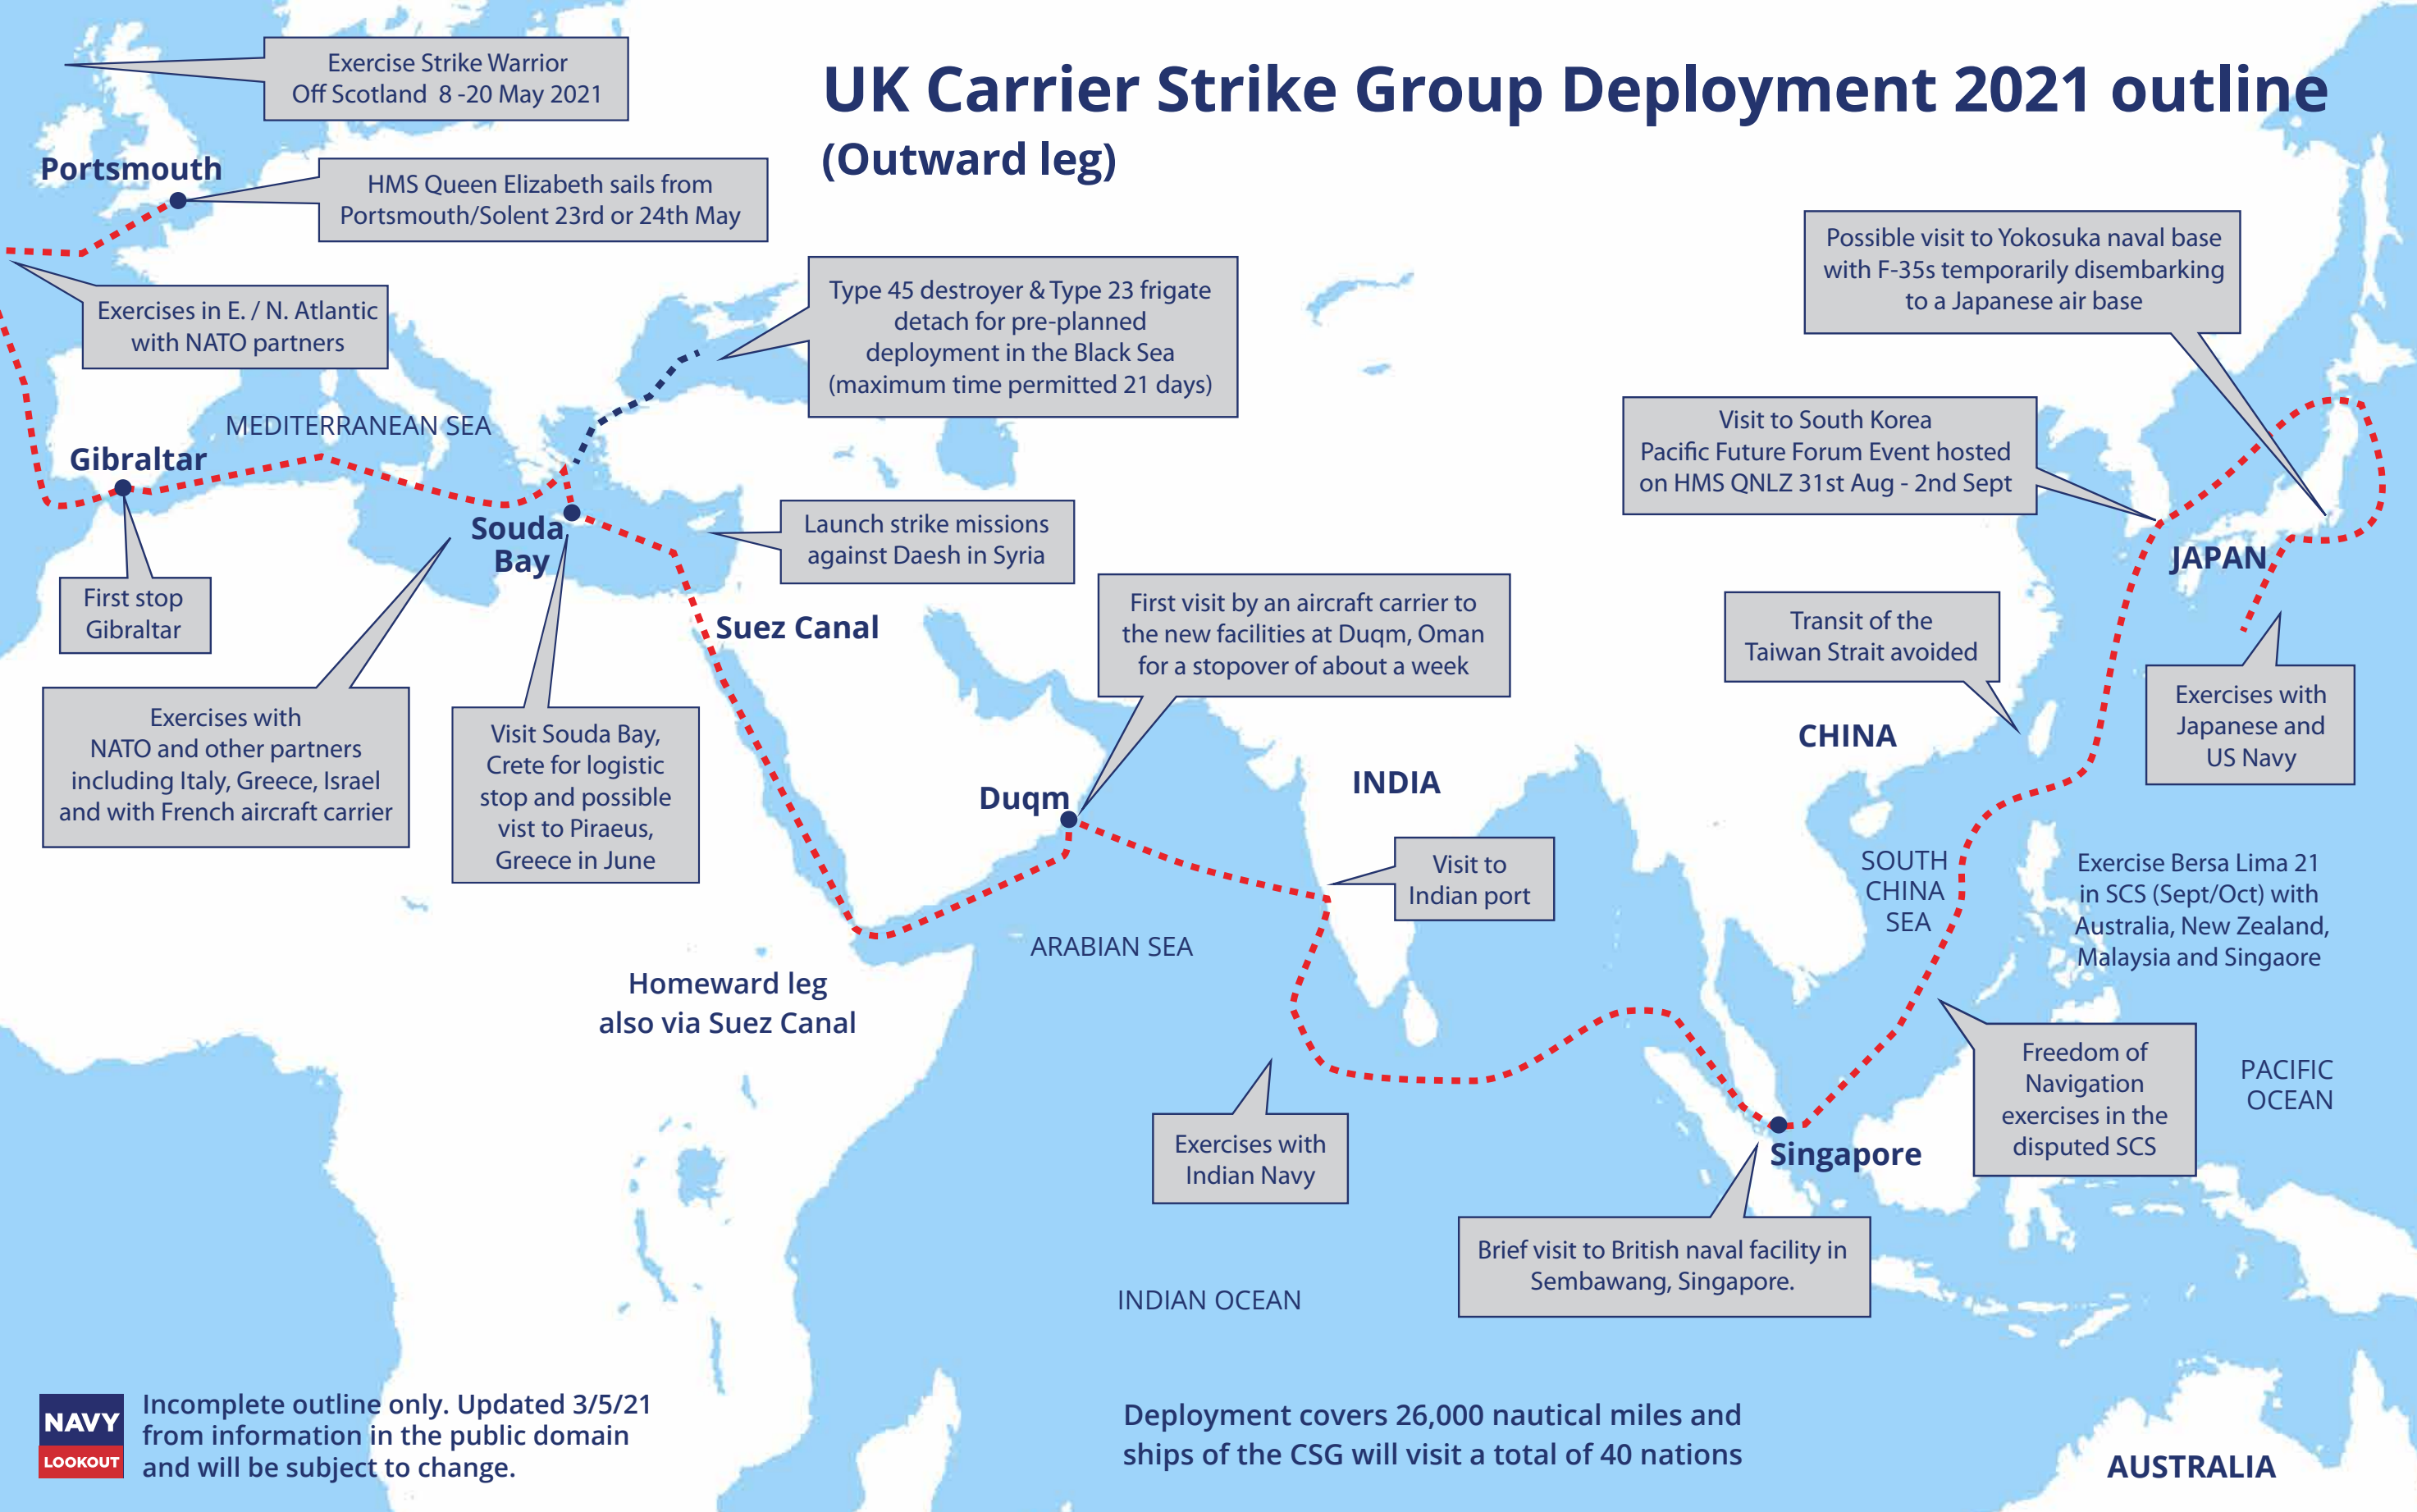 UK Carrier Strike Group Deployment 2021 outline
(Outward leg)
Exercise Strike Warrior
Off Scotland 8 -20 May 2021
Portsmouth
HMS Queen Elizabeth sails from
Portsmouth/Solent 23rd or 24th May
Exercises in E. / N. Atlantic
with NATO partners
Type 45 destroyer & Type 23 frigate
detach for pre-planned
deployment in the Black Sea
(maximum time permitted 21 days)
Possible visit to Yokosuka naval base
with F-35s temporarily disembarking
to a Japanese air base
Visit to South Korea
Pacific Future Forum Event hosted
on HMS QNLZ 31st Aug - 2nd Sept
MEDITERRANEAN SEA
Gibraltar
First stop
Gibraltar
Souda
Bay
Launch strike missions
against Daesh in Syria
JAPAN
Suez Canal
First visit by an aircraft carrier to
the new facilities at Duqm, Oman
for a stopover of about a week
Transit of the
Taiwan Strait avoided
Exercises with
Japanese and
US Navy
Exercises with
NATO and other partners
including Italy, Greece, Israel
and with French aircraft carrier
Visit Souda Bay,
Crete for logistic
stop and possible
vist to Piraeus,
Greece in June
CHINA
INDIA
Duqm
Visit to
Indian port
SOUTH
CHINA
SEA
Exercise Bersa Lima 21
in SCS (Sept/Oct) with
Australia, New Zealand,
Malaysia and Singaore
ARABIAN SEA
Homeward leg
also via Suez Canal
Freedom of
Navigation
exercises in the
disputed SCS
PACIFIC
OCEAN
Exercises with
Indian Navy
Singapore
Brief visit to British naval facility in
Sembawang, Singapore.
INDIAN OCEAN
NAVY
LOOKOUT
Incomplete outline only. Updated 3/5/21
from information in the public domain
and will be subject to change.
Deployment covers 26,000 nautical miles and
ships of the CSG will visit a total of 40 nations
AUSTRALIA